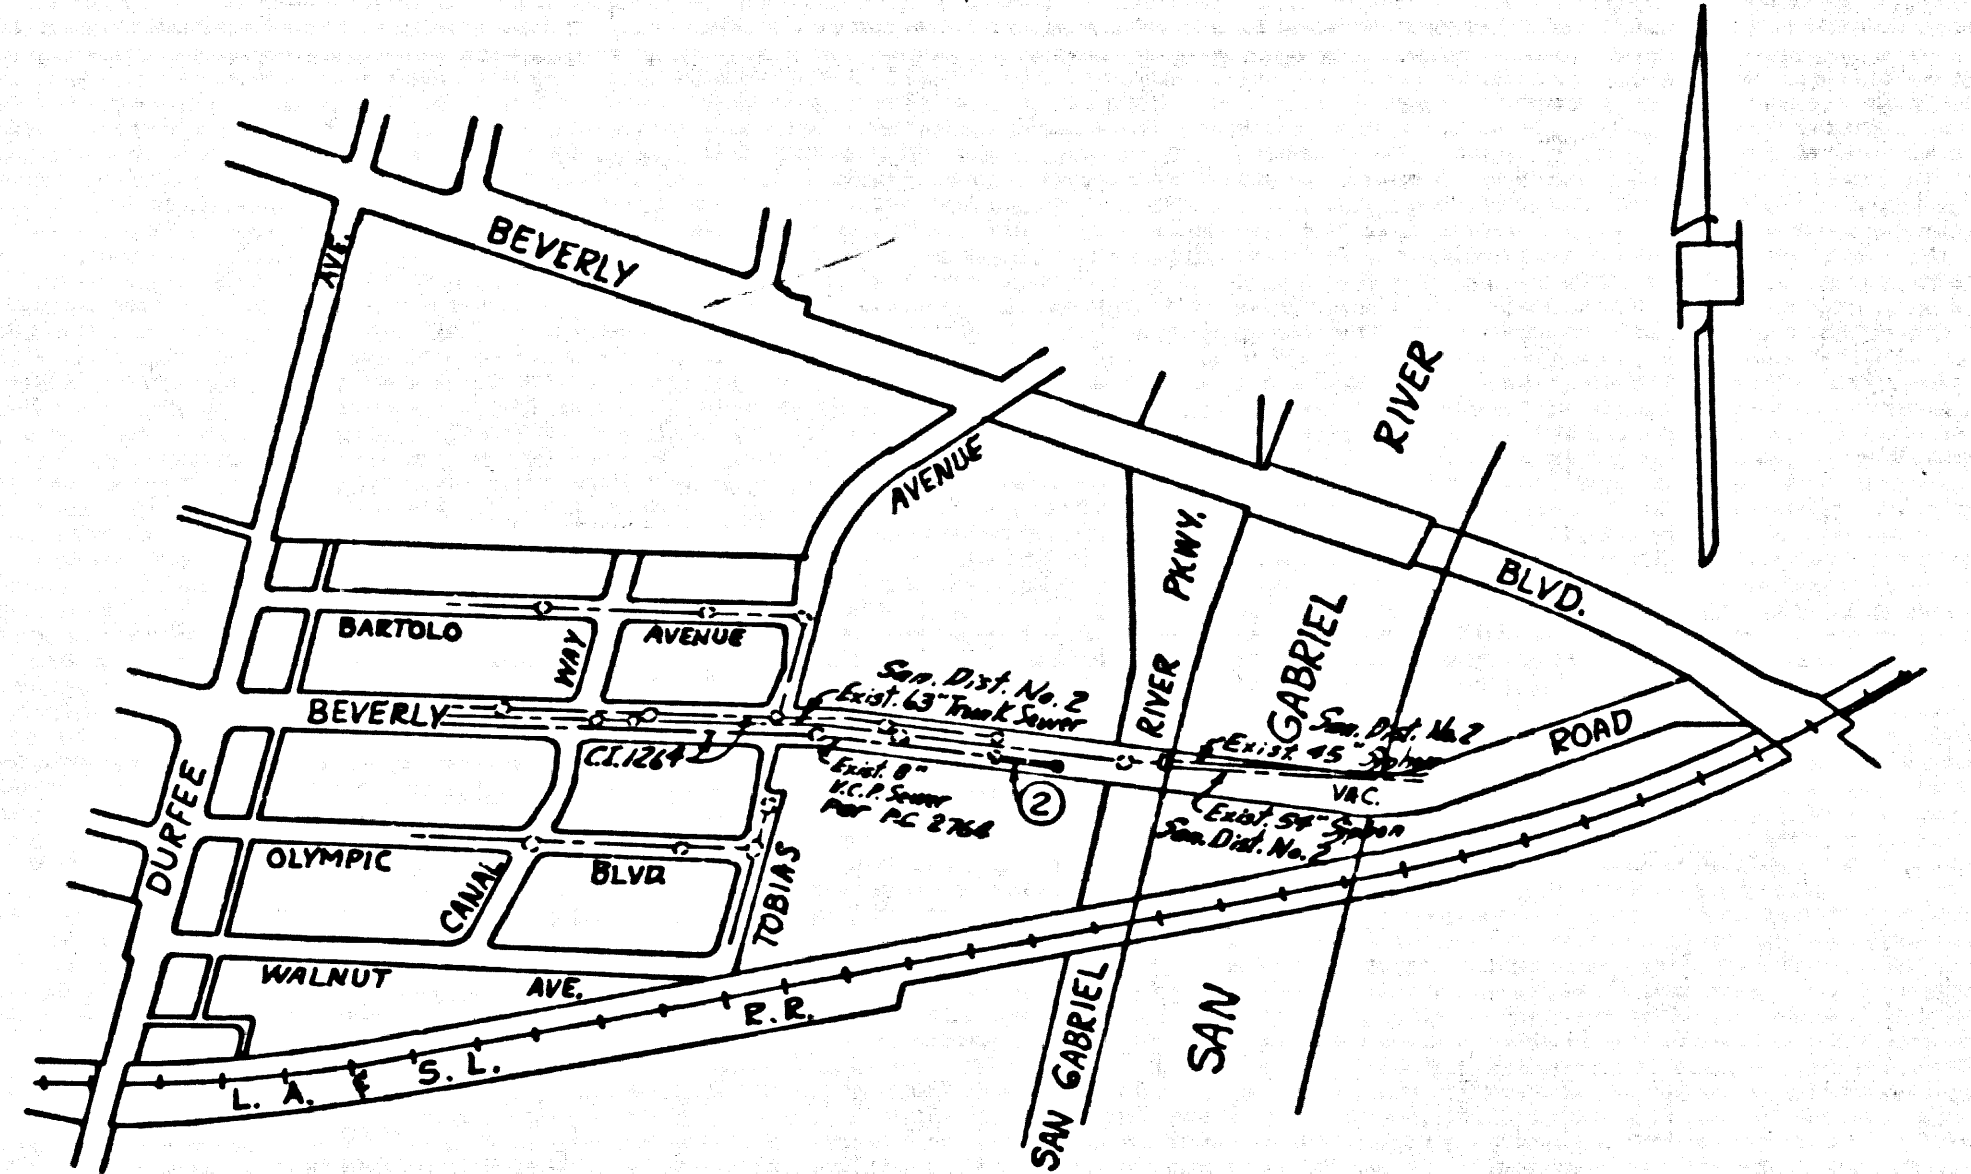 BEVERLY
AVE.
RIVER
AVENUE
PKWY.
BLVD.
BARTOLO
WAY
AVENUE
GABRIEL
San. Dist. No. 2
Exist. 63" Trunk Sewer
RIVER
BEVERLY
San. Dist. No. 2
Exist. 45" Siphon
ROAD
C.I. 1264
Exist. 8"
V.C.P. Sewer
Per P.C. 2768
2
VAC.
Exist. 54" Siphon
San. Dist. No. 2
DURFEE
OLYMPIC
CANAL
BLVD.
TOBIAS
WALNUT
AVE.
SAN GABRIEL
SAN
L. A. & S. L. R. R.